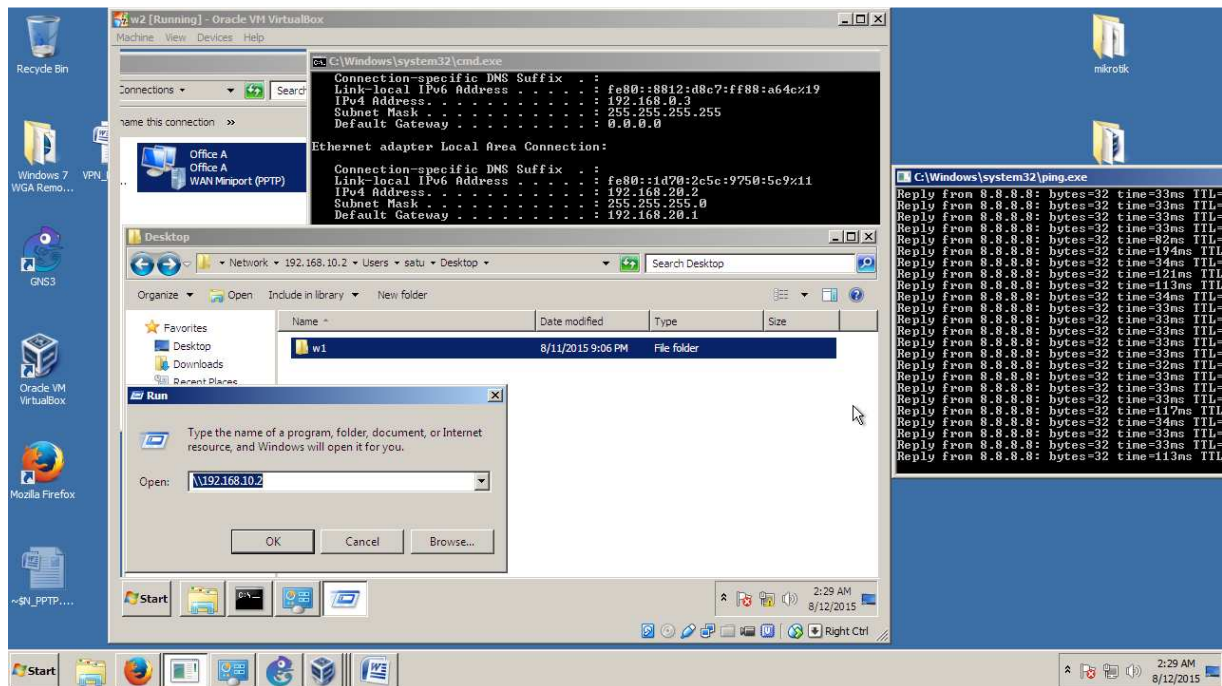 w2 [Running] - Oracle VM VirtualBox
Machine View Devices Help
Recycle Bin
mikrotik
Windows 7
WGA Remo...
GNS3
Oracle VM
VirtualBox
Mozilla Firefox
~$N_PPTP....
Connections
name this connection »
Office A
Office A
WAN Miniport (PPTP)
C:\Windows\system32\cmd.exe
Connection-specific DNS Suffix . :
Link-local IPv6 Address . . . . . : fe80::8812:d8c7:ff88:a64c%19
IPv4 Address. . . . . . . . . . . : 192.168.0.3
Subnet Mask . . . . . . . . . . . : 255.255.255.255
Default Gateway . . . . . . . . . : 0.0.0.0
Ethernet adapter Local Area Connection:
Connection-specific DNS Suffix . :
Link-local IPv6 Address . . . . . : fe80::1d70:2c5c:9750:5c9%11
IPv4 Address. . . . . . . . . . . : 192.168.20.2
Subnet Mask . . . . . . . . . . . : 255.255.255.0
Default Gateway . . . . . . . . . : 192.168.20.1
Desktop
Network 192.168.10.2 Users satu Desktop
Search Desktop
Organize Open Include in library New folder
Favorites
Desktop
Downloads
Recent Places
Name Date modified Type Size
w1 8/11/2015 9:06 PM File folder
Run
Type the name of a program, folder, document, or Internet
resource, and Windows will open it for you.
Open: \\192.168.10.2
OK Cancel Browse...
Start
2:29 AM
8/12/2015
Right Ctrl
C:\Windows\system32\ping.exe
Reply from 8.8.8.8: bytes=32 time=33ms TTL=
Reply from 8.8.8.8: bytes=32 time=33ms TTL=
Reply from 8.8.8.8: bytes=32 time=33ms TTL=
Reply from 8.8.8.8: bytes=32 time=33ms TTL=
Reply from 8.8.8.8: bytes=32 time=82ms TTL=
Reply from 8.8.8.8: bytes=32 time=194ms TTL
Reply from 8.8.8.8: bytes=32 time=34ms TTL=
Reply from 8.8.8.8: bytes=32 time=121ms TTL
Reply from 8.8.8.8: bytes=32 time=113ms TTL
Reply from 8.8.8.8: bytes=32 time=34ms TTL=
Reply from 8.8.8.8: bytes=32 time=33ms TTL=
Reply from 8.8.8.8: bytes=32 time=33ms TTL=
Reply from 8.8.8.8: bytes=32 time=33ms TTL=
Reply from 8.8.8.8: bytes=32 time=33ms TTL=
Reply from 8.8.8.8: bytes=32 time=33ms TTL=
Reply from 8.8.8.8: bytes=32 time=32ms TTL=
Reply from 8.8.8.8: bytes=32 time=33ms TTL=
Reply from 8.8.8.8: bytes=32 time=33ms TTL=
Reply from 8.8.8.8: bytes=32 time=33ms TTL=
Reply from 8.8.8.8: bytes=32 time=117ms TTL
Reply from 8.8.8.8: bytes=32 time=34ms TTL=
Reply from 8.8.8.8: bytes=32 time=33ms TTL=
Reply from 8.8.8.8: bytes=32 time=33ms TTL=
Reply from 8.8.8.8: bytes=32 time=113ms TTL
Start
2:29 AM
8/12/2015